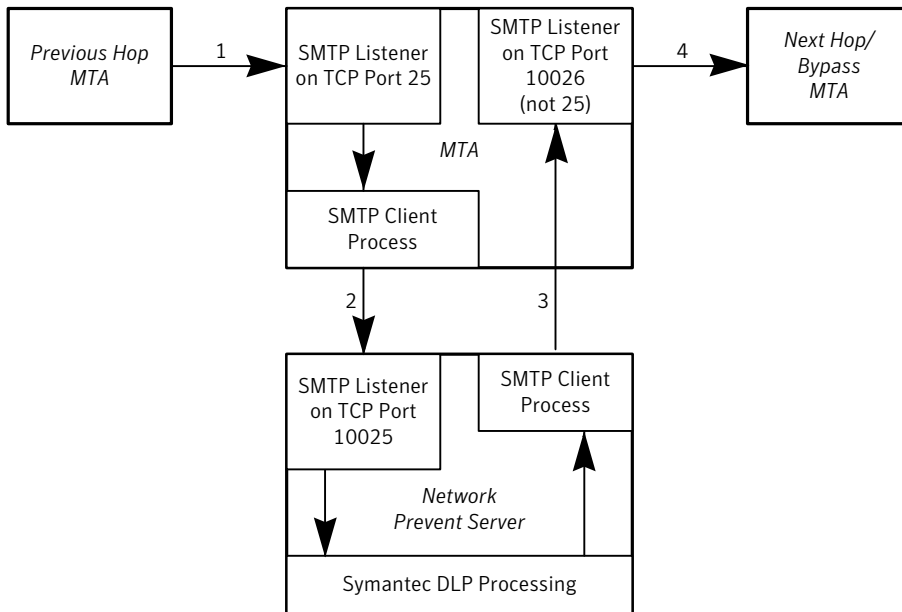 Previous Hop
MTA
1
SMTP Listener
on TCP Port 25
SMTP Listener
on TCP Port
10026
(not 25)
4
Next Hop/
Bypass
MTA
MTA
SMTP Client
Process
2
3
SMTP Listener
on TCP Port
10025
SMTP Client
Process
Network
Prevent Server
Symantec DLP Processing